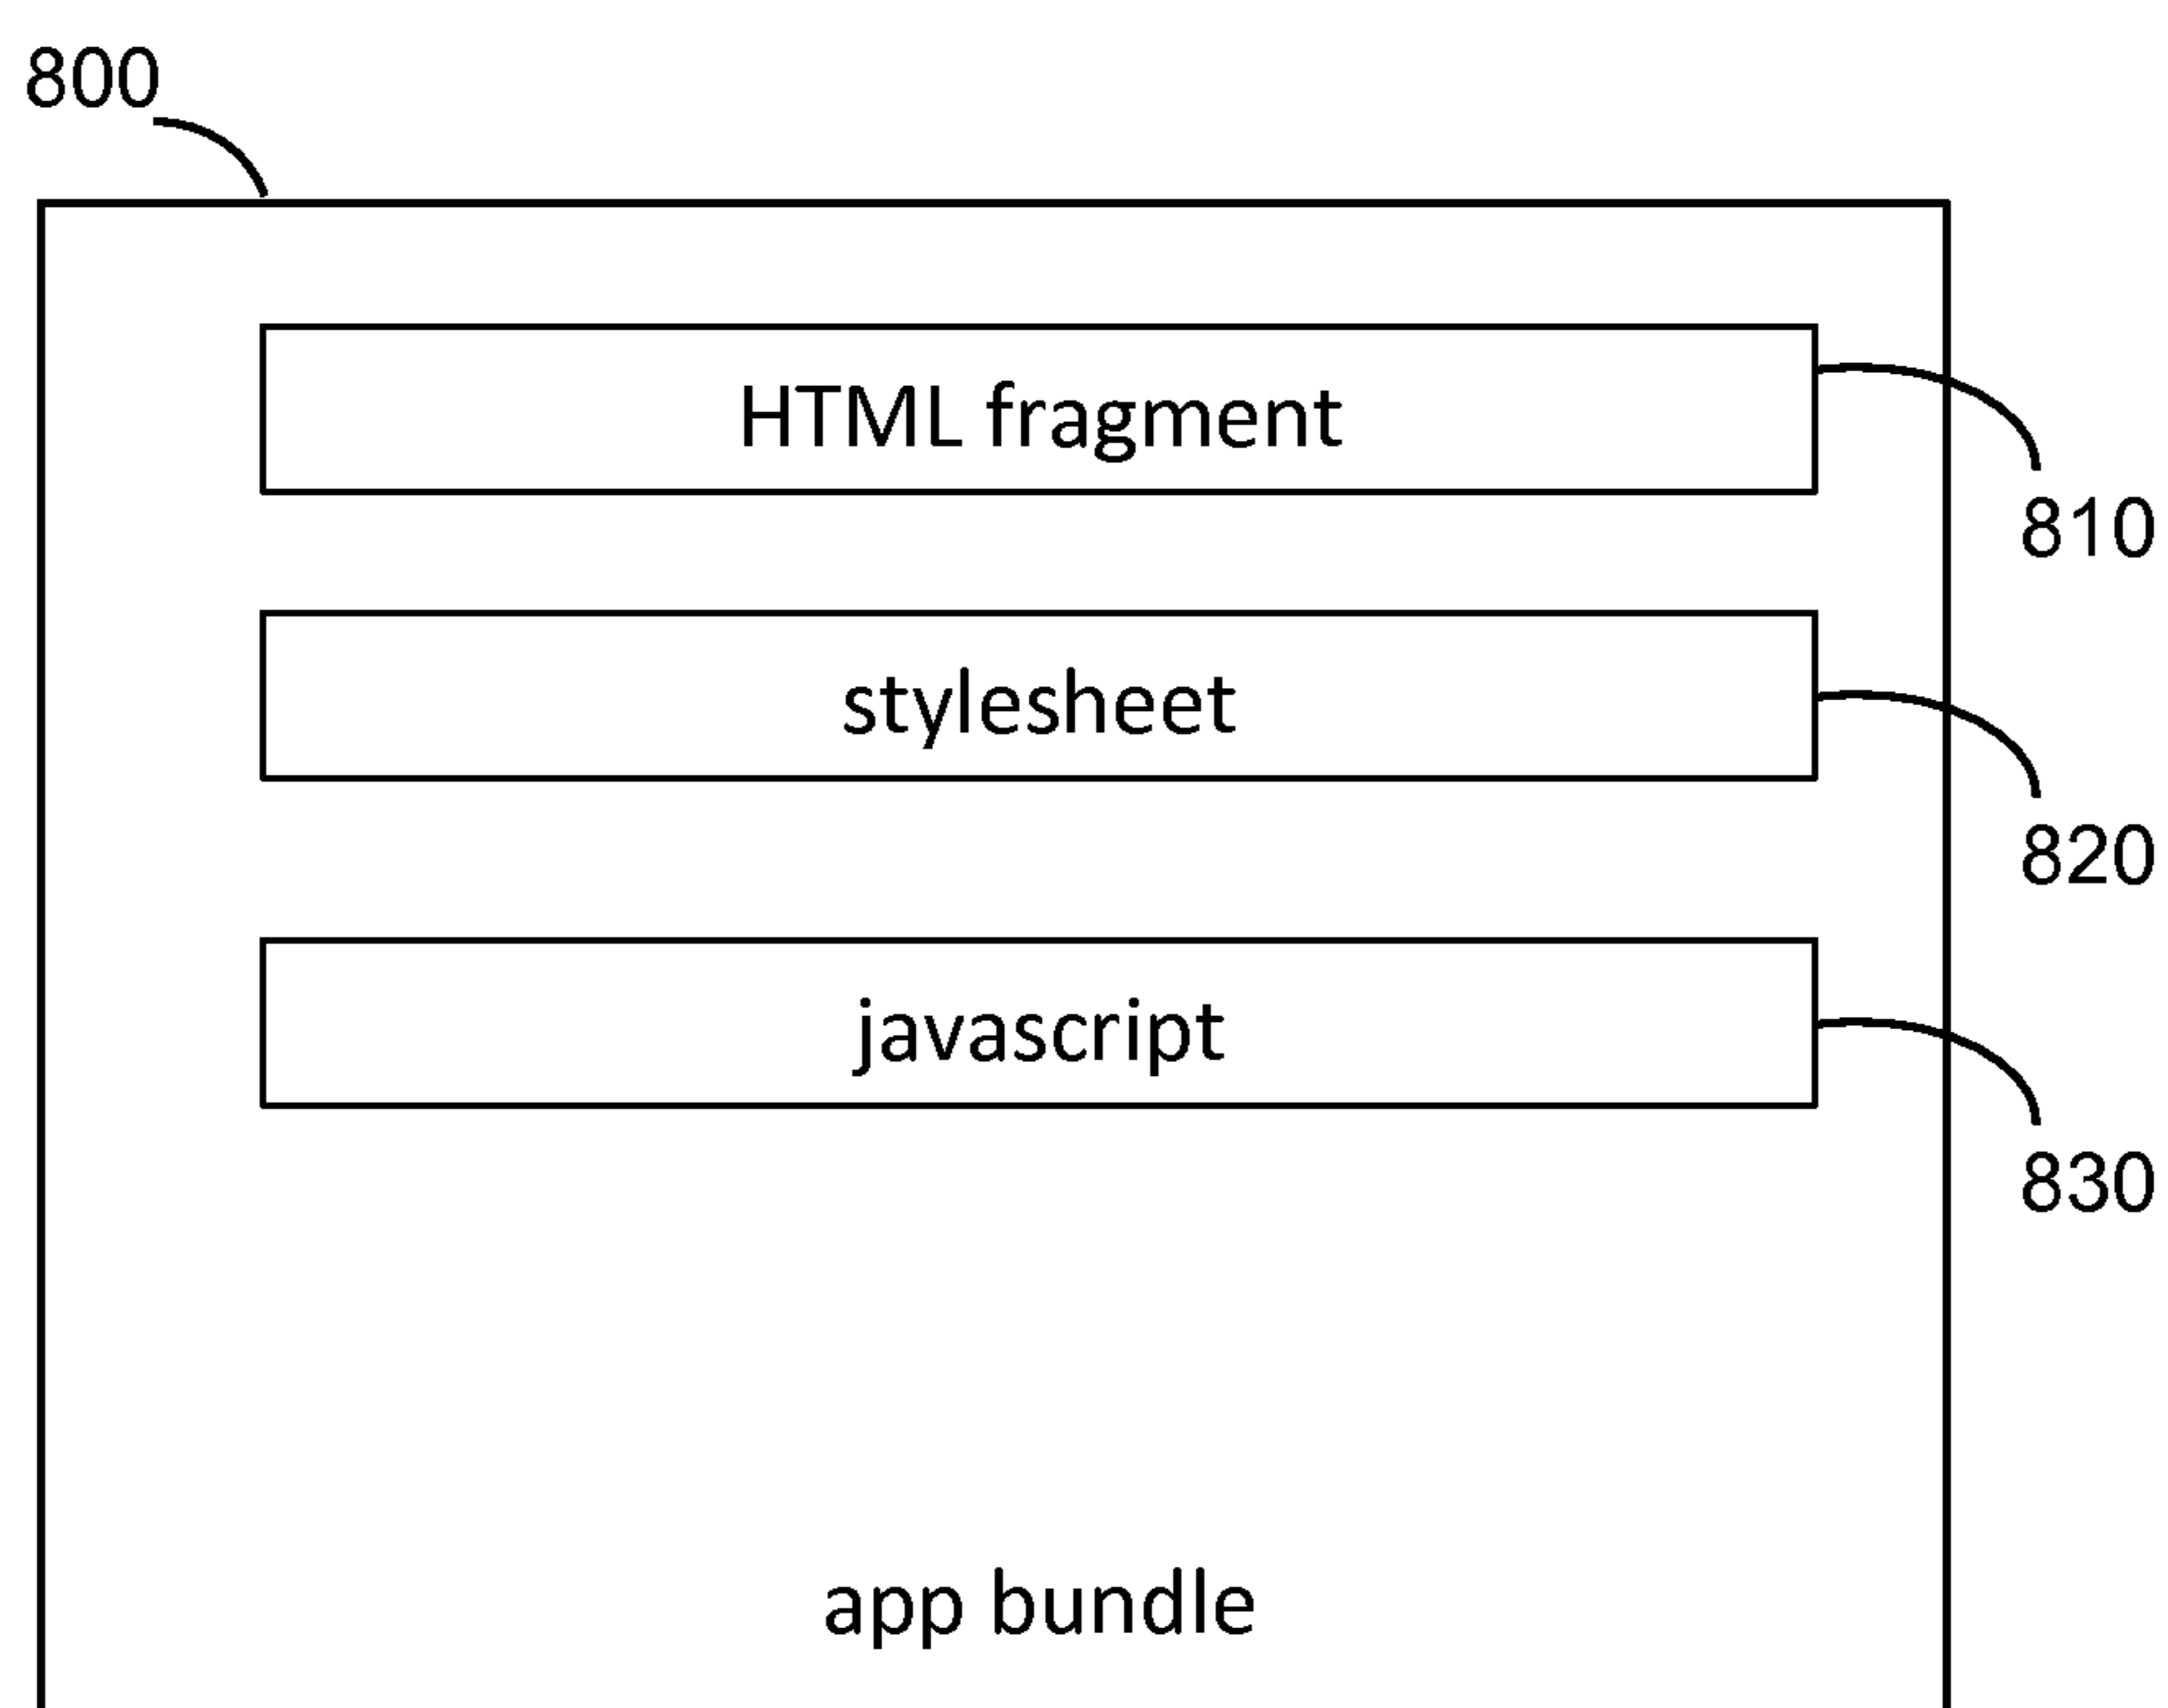 800
HTML fragment
810
stylesheet
820
javascript
830
app bundle